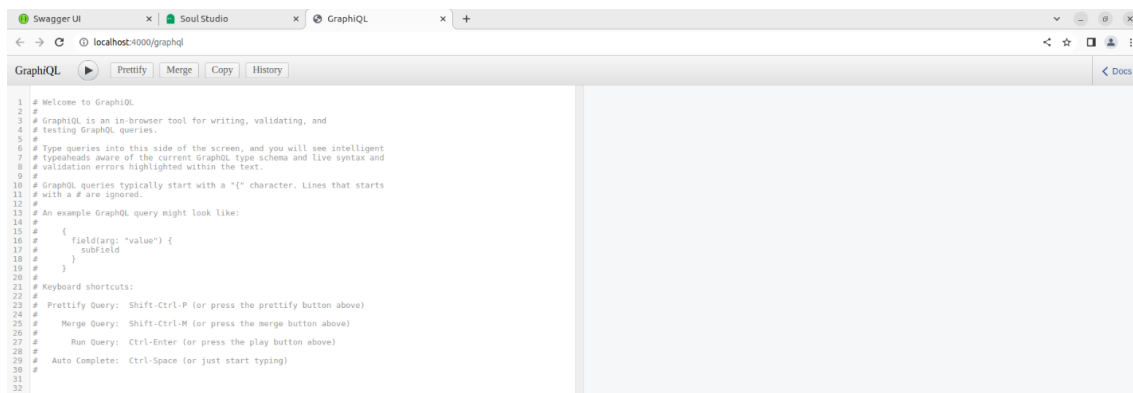 Swagger UI
Soul Studio
GraphiQL
localhost:4000/graphql
GraphiQL Prettify Merge Copy History Docs
1 # Welcome to GraphiQL
2 #
3 # GraphiQL is an in-browser tool for writing, validating, and
4 # testing GraphQL queries.
5 #
6 # Type queries into this side of the screen, and you will see intelligent
7 # typeaheads aware of the current GraphQL type schema and live syntax and
8 # validation errors highlighted within the text.
9 #
10 # GraphQL queries typically start with a "{" character. Lines that starts
11 # with a # are ignored.
12 #
13 # An example GraphQL query might look like:
14 #
15 #     {
16 #       field(arg: "value") {
17 #         subField
18 #       }
19 #     }
20 #
21 # Keyboard shortcuts:
22 #
23 #  Prettify Query:  Shift-Ctrl-P (or press the prettify button above)
24 #
25 #     Merge Query:  Shift-Ctrl-M (or press the merge button above)
26 #
27 #       Run Query:  Ctrl-Enter (or press the play button above)
28 #
29 #   Auto Complete:  Ctrl-Space (or just start typing)
30 #
31
32